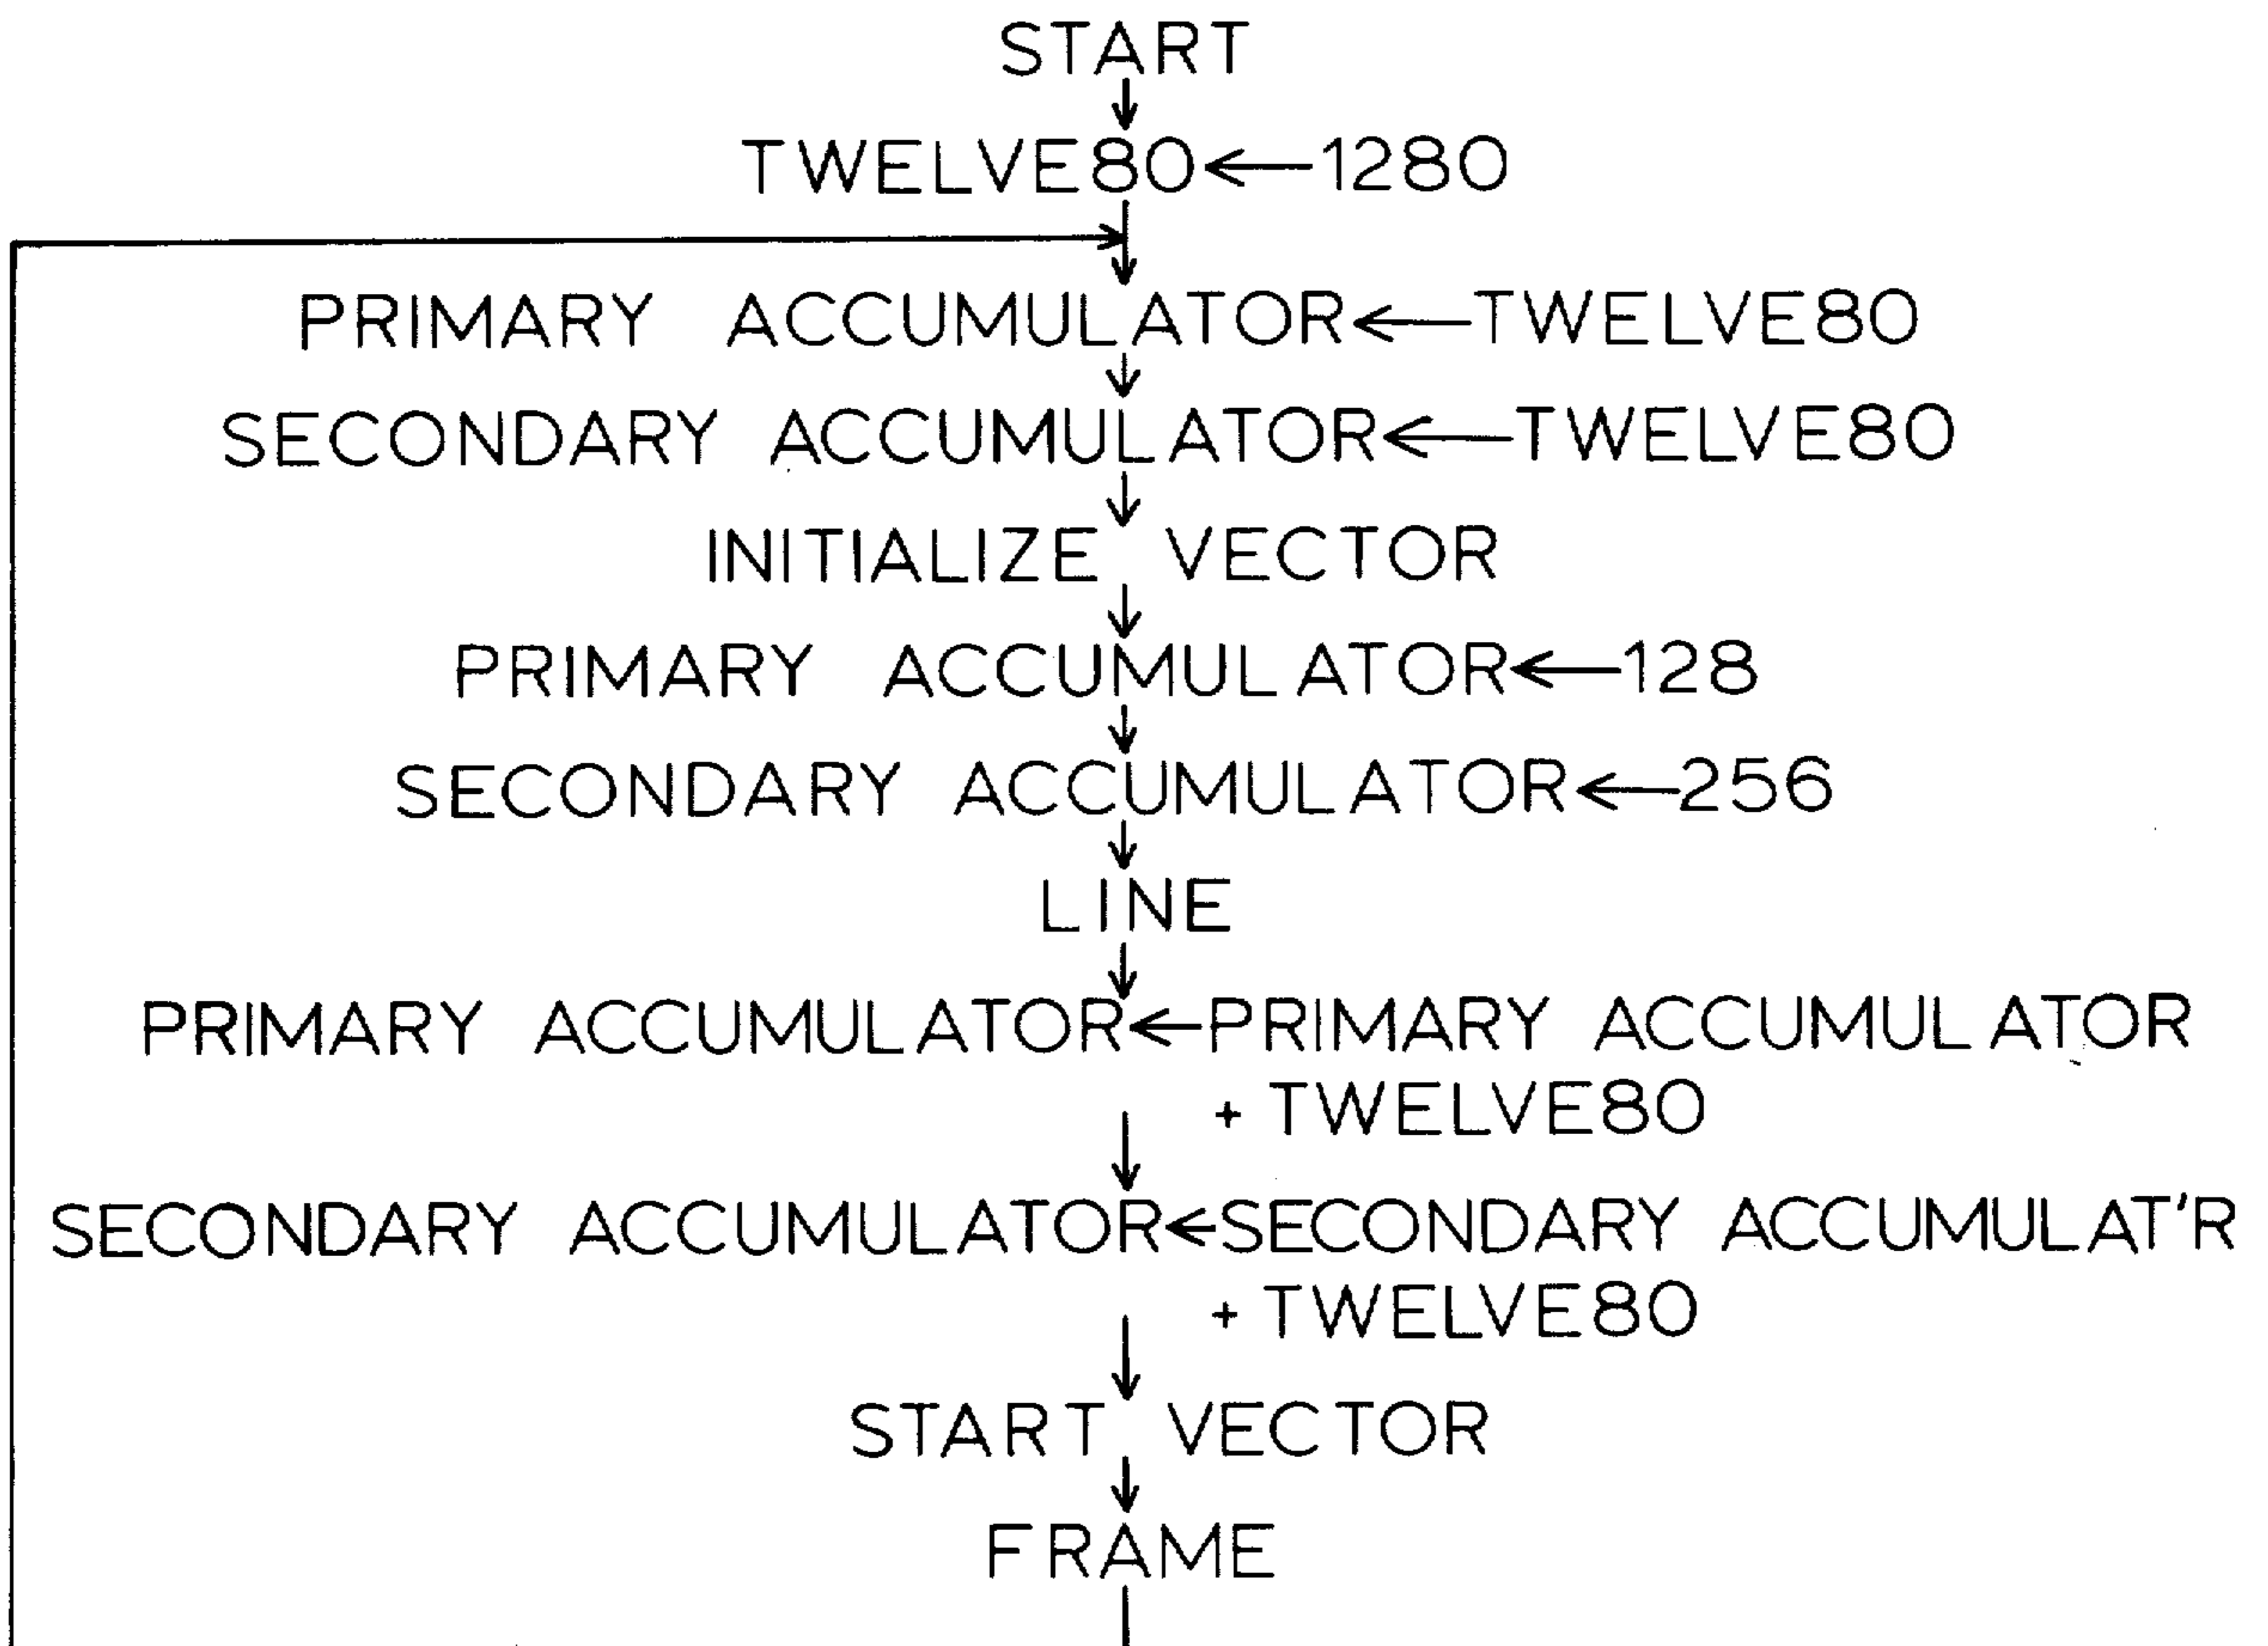 START
TWELVE80←1280
PRIMARY ACCUMULATOR←TWELVE80
SECONDARY ACCUMULATOR←TWELVE80
INITIALIZE VECTOR
PRIMARY ACCUMULATOR←128
SECONDARY ACCUMULATOR←256
LINE
PRIMARY ACCUMULATOR←PRIMARY ACCUMULATOR
+ TWELVE80
SECONDARY ACCUMULATOR←SECONDARY ACCUMULAT'R
+ TWELVE80
START VECTOR
FRAME